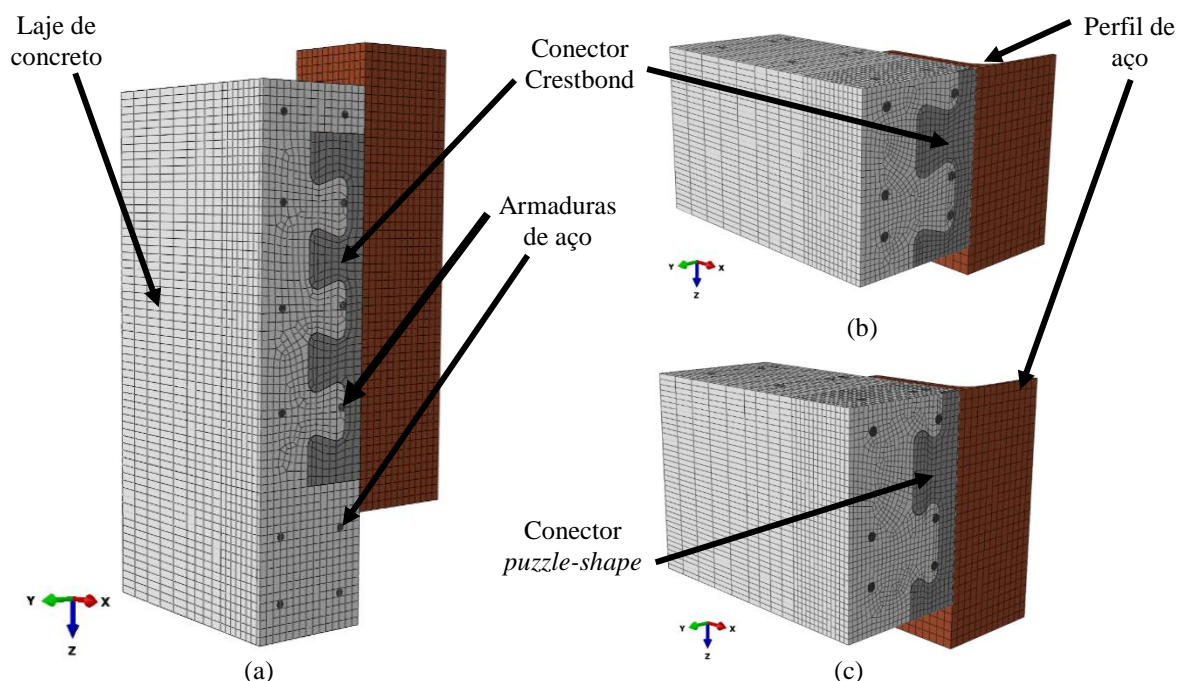 Laje de
concreto
Conector
Crestbond
Perfil de
aço
Armaduras
de aço
Y X
Z
(b)
Conector
puzzle-shape
Y X
Z
(a)
Y X
Z
(c)